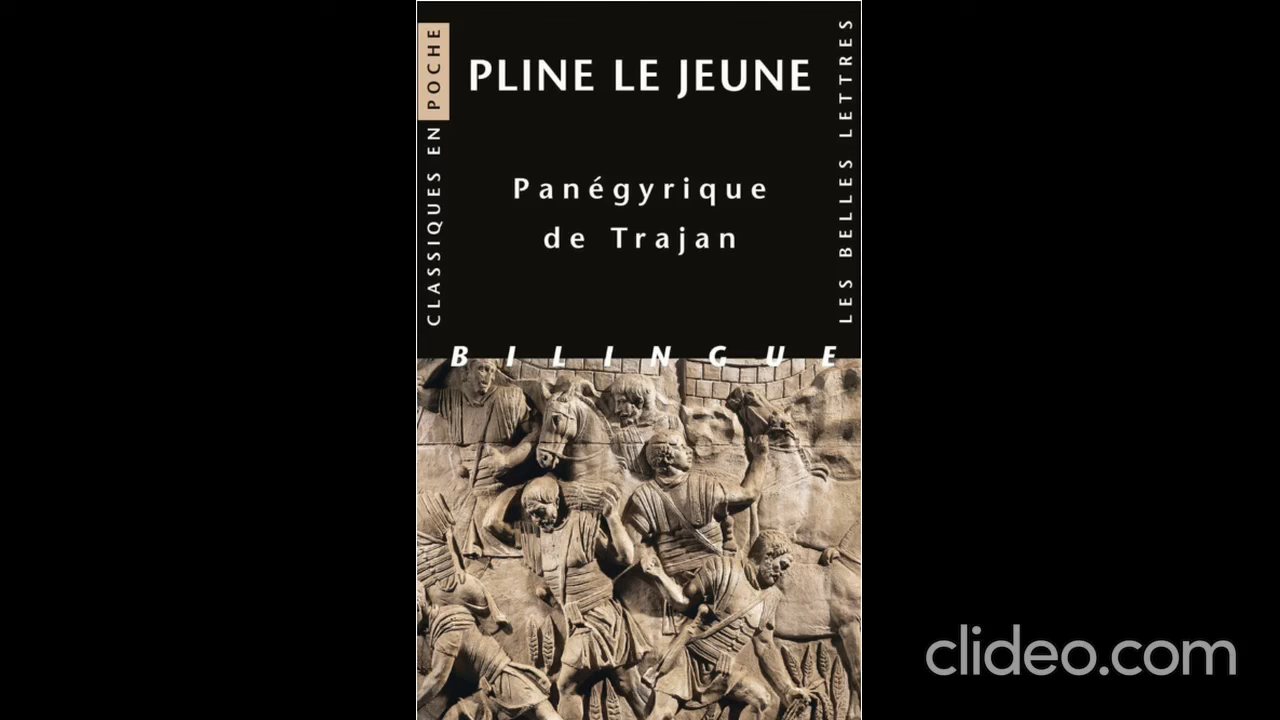 PLINE LE JEUNE
Panégyrique
de Trajan
CLASSIQUES EN POCHE
LES BELLES LETTRES
BILINGUE
clideo.com